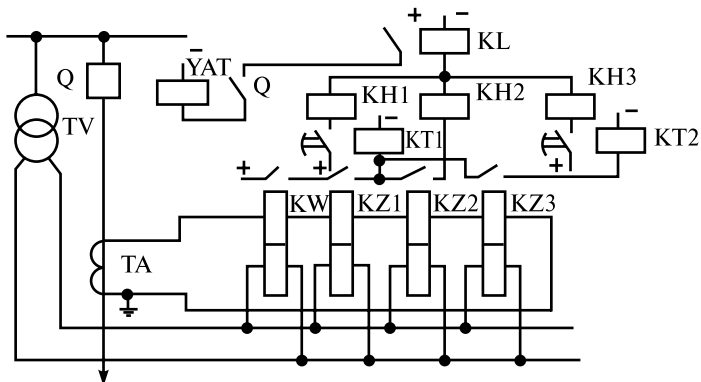 + −
KL
−
YAT
Q
Q
KH1
KH2
KH3
TV
−
KT1
−
KT2
+
+
+
KW
KZ1
KZ2
KZ3
TA